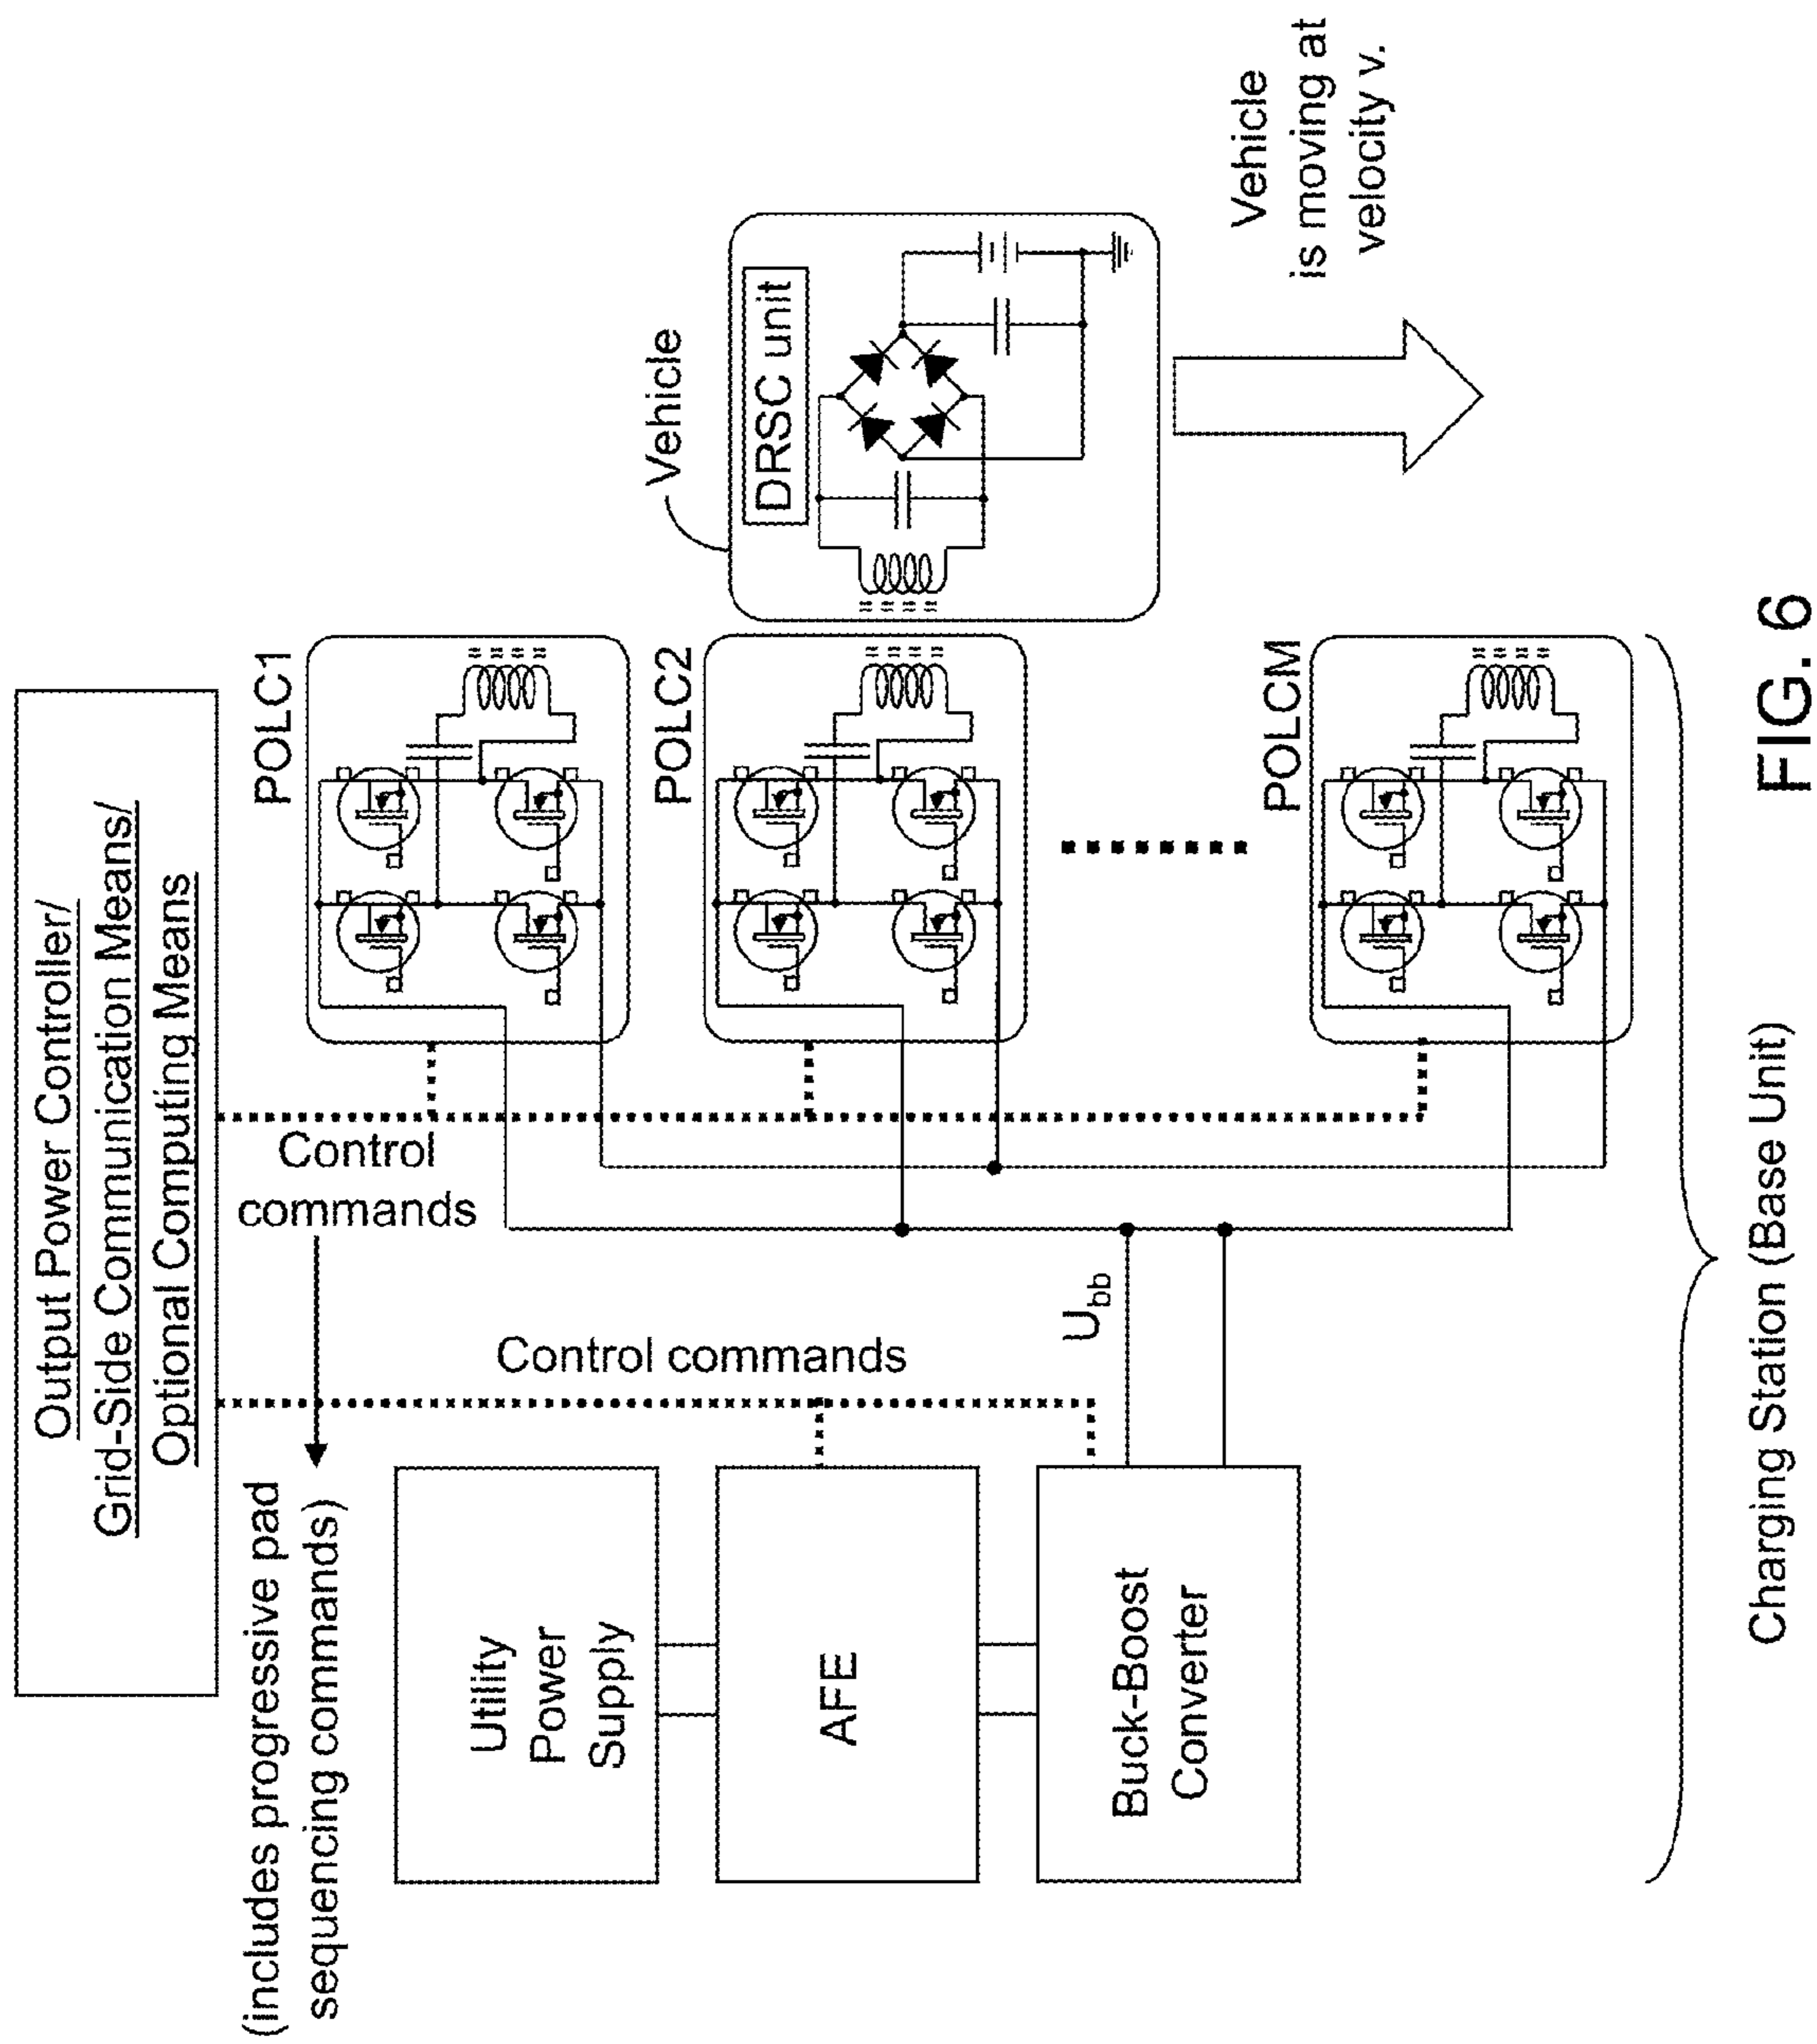 Output Power Controller/
Grid-Side Communication Means/
Optional Computing Means
(includes progressive pad
sequencing commands)
Control
commands
Control commands
Utility
Power
Supply
AFE
Buck-Boost
Converter
Ubb
POLC1
POLC2
POLCM
Vehicle
DRSC unit
Vehicle
is moving at
velocity v.
Charging Station (Base Unit)
FIG. 6